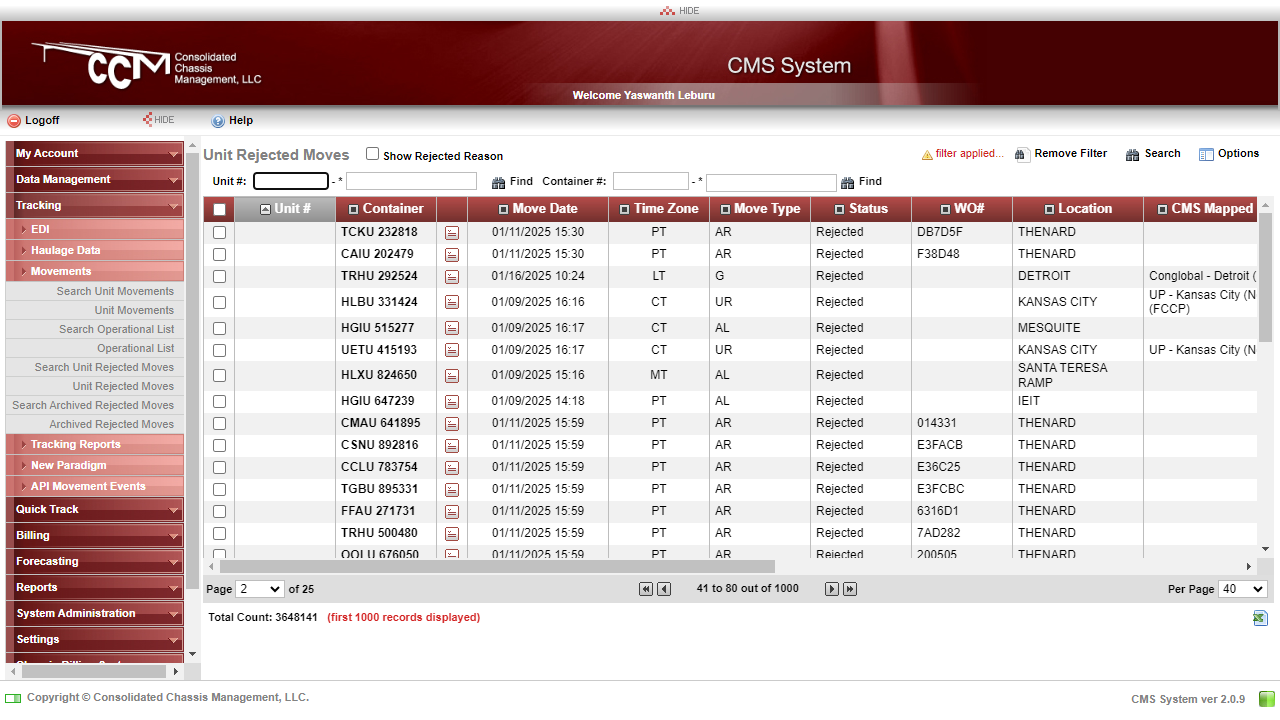 HIDE
CCM Consolidated Chassis Management, LLC
CMS System
Welcome Yaswanth Leburu
Logoff HIDE Help
My Account
Data Management
Tracking
EDI
Haulage Data
Movements
Search Unit Movements
Unit Movements
Search Operational List
Operational List
Search Unit Rejected Moves
Unit Rejected Moves
Search Archived Rejected Moves
Archived Rejected Moves
Tracking Reports
New Paradigm
API Movement Events
Quick Track
Billing
Forecasting
Reports
System Administration
Settings
Unit Rejected Moves Show Rejected Reason filter applied... Remove Filter Search Options
Unit #: - * Find Container #: - * Find
Unit # Container Move Date Time Zone Move Type Status WO# Location CMS Mapped
TCKU 232818 01/11/2025 15:30 PT AR Rejected DB7D5F THENARD
CAIU 202479 01/11/2025 15:30 PT AR Rejected F38D48 THENARD
TRHU 292524 01/16/2025 10:24 LT G Rejected DETROIT Conglobal - Detroit (
HLBU 331424 01/09/2025 16:16 CT UR Rejected KANSAS CITY UP - Kansas City (N (FCCP)
HGIU 515277 01/09/2025 16:17 CT AL Rejected MESQUITE
UETU 415193 01/09/2025 16:17 CT UR Rejected KANSAS CITY UP - Kansas City (N
HLXU 824650 01/09/2025 15:16 MT AL Rejected SANTA TERESA RAMP
HGIU 647239 01/09/2025 14:18 PT AL Rejected IEIT
CMAU 641895 01/11/2025 15:59 PT AR Rejected 014331 THENARD
CSNU 892816 01/11/2025 15:59 PT AR Rejected E3FACB THENARD
CCLU 783754 01/11/2025 15:59 PT AR Rejected E36C25 THENARD
TGBU 895331 01/11/2025 15:59 PT AR Rejected E3FCBC THENARD
FFAU 271731 01/11/2025 15:59 PT AR Rejected 6316D1 THENARD
TRHU 500480 01/11/2025 15:59 PT AR Rejected 7AD282 THENARD
OOLU 676050 01/11/2025 15:59 PT AR Rejected 200505 THENARD
Page 2 of 25 41 to 80 out of 1000 Per Page 40
Total Count: 3648141 (first 1000 records displayed)
Copyright © Consolidated Chassis Management, LLC. CMS System ver 2.0.9